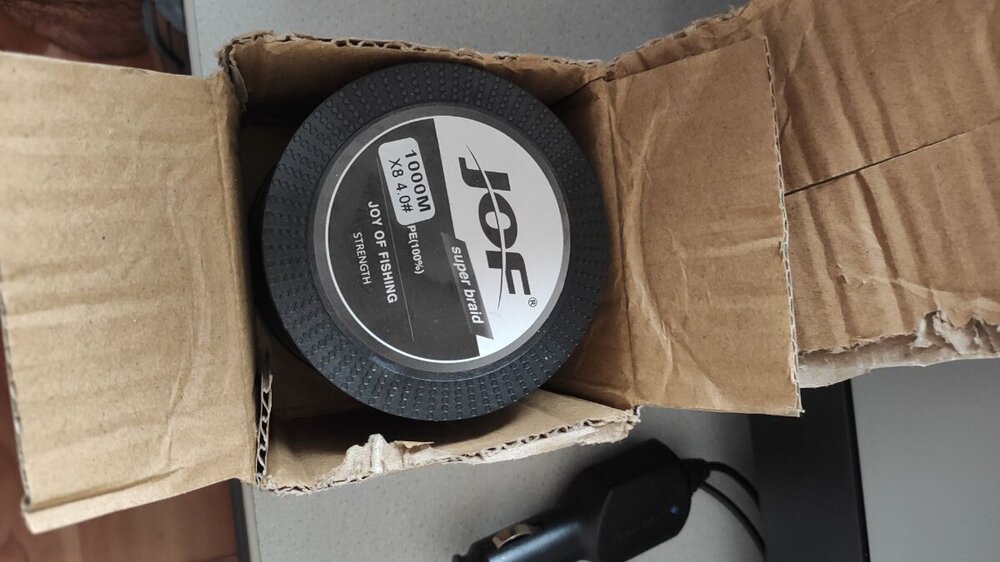 JOF®
super braid
1000M
X8 4.0#
PE(100%)
JOY OF FISHING
STRENGTH